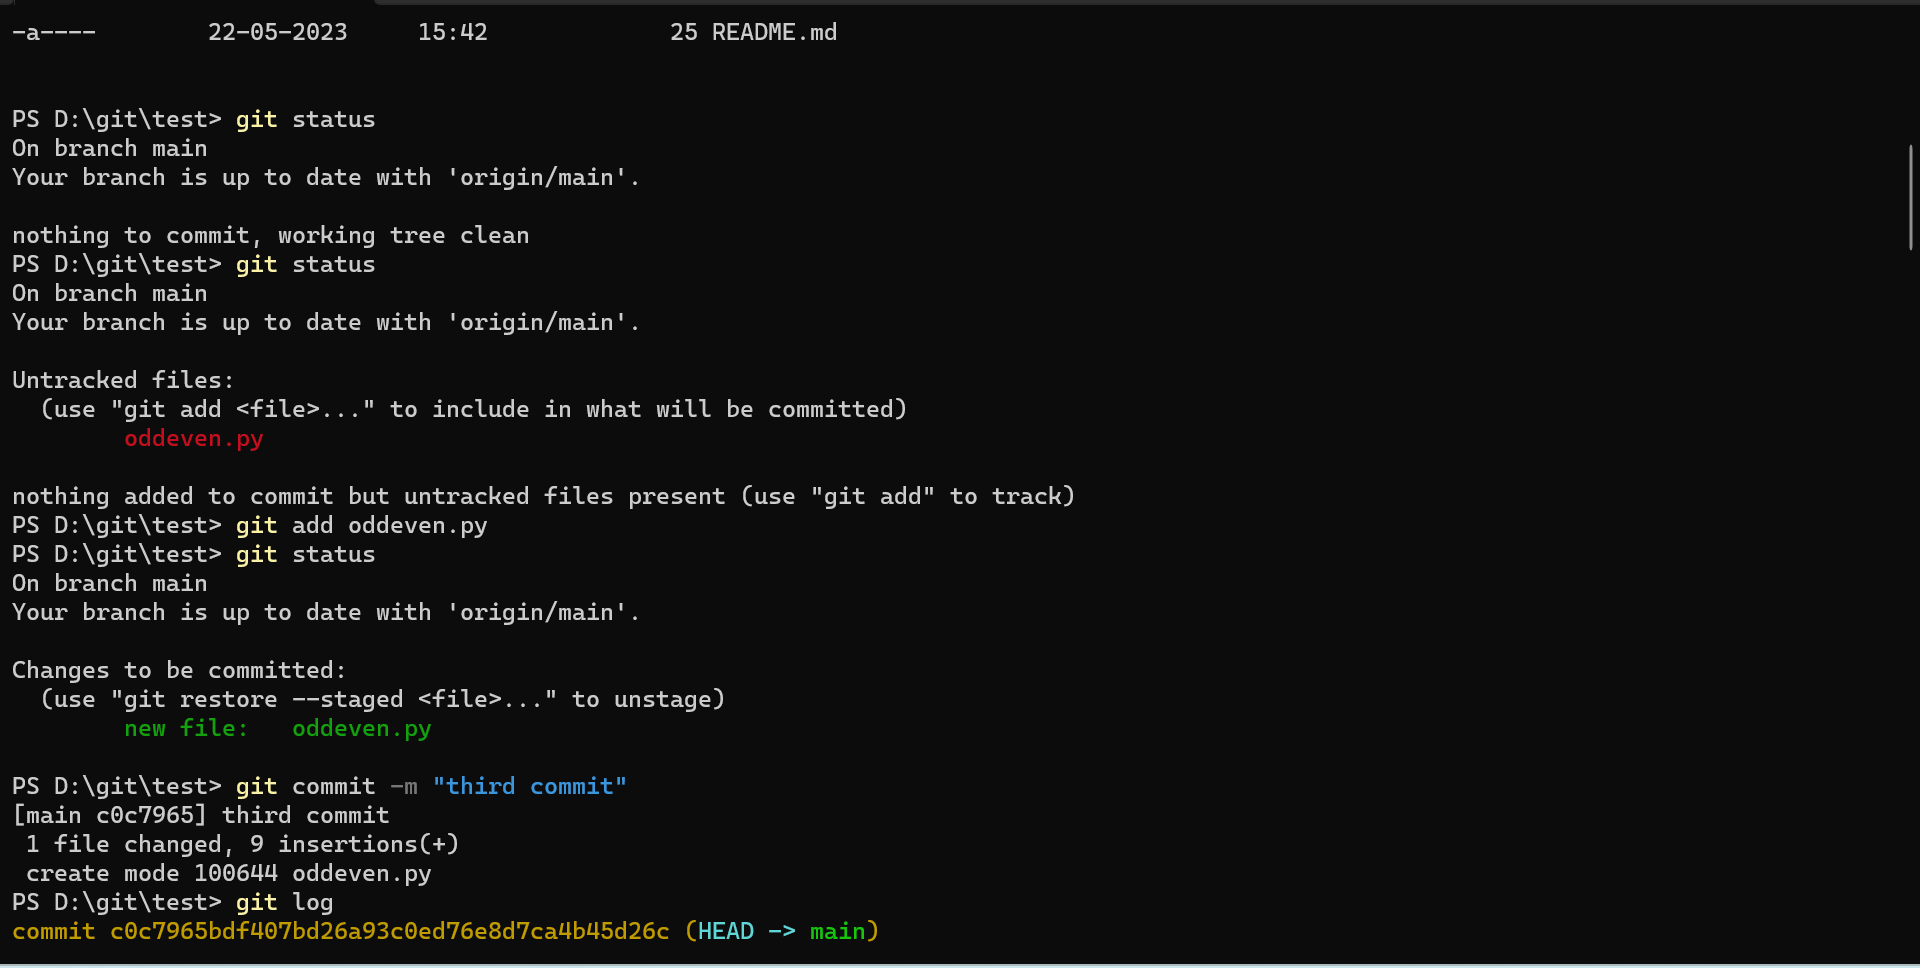 -a----        22-05-2023     15:42             25 README.md
PS D:\git\test> git status
On branch main
Your branch is up to date with 'origin/main'.
nothing to commit, working tree clean
PS D:\git\test> git status
On branch main
Your branch is up to date with 'origin/main'.
Untracked files:
  (use "git add <file>..." to include in what will be committed)
        oddeven.py
nothing added to commit but untracked files present (use "git add" to track)
PS D:\git\test> git add oddeven.py
PS D:\git\test> git status
On branch main
Your branch is up to date with 'origin/main'.
Changes to be committed:
  (use "git restore --staged <file>..." to unstage)
        new file:   oddeven.py
PS D:\git\test> git commit -m "third commit"
[main c0c7965] third commit
 1 file changed, 9 insertions(+)
 create mode 100644 oddeven.py
PS D:\git\test> git log
commit c0c7965bdf407bd26a93c0ed76e8d7ca4b45d26c (HEAD -> main)